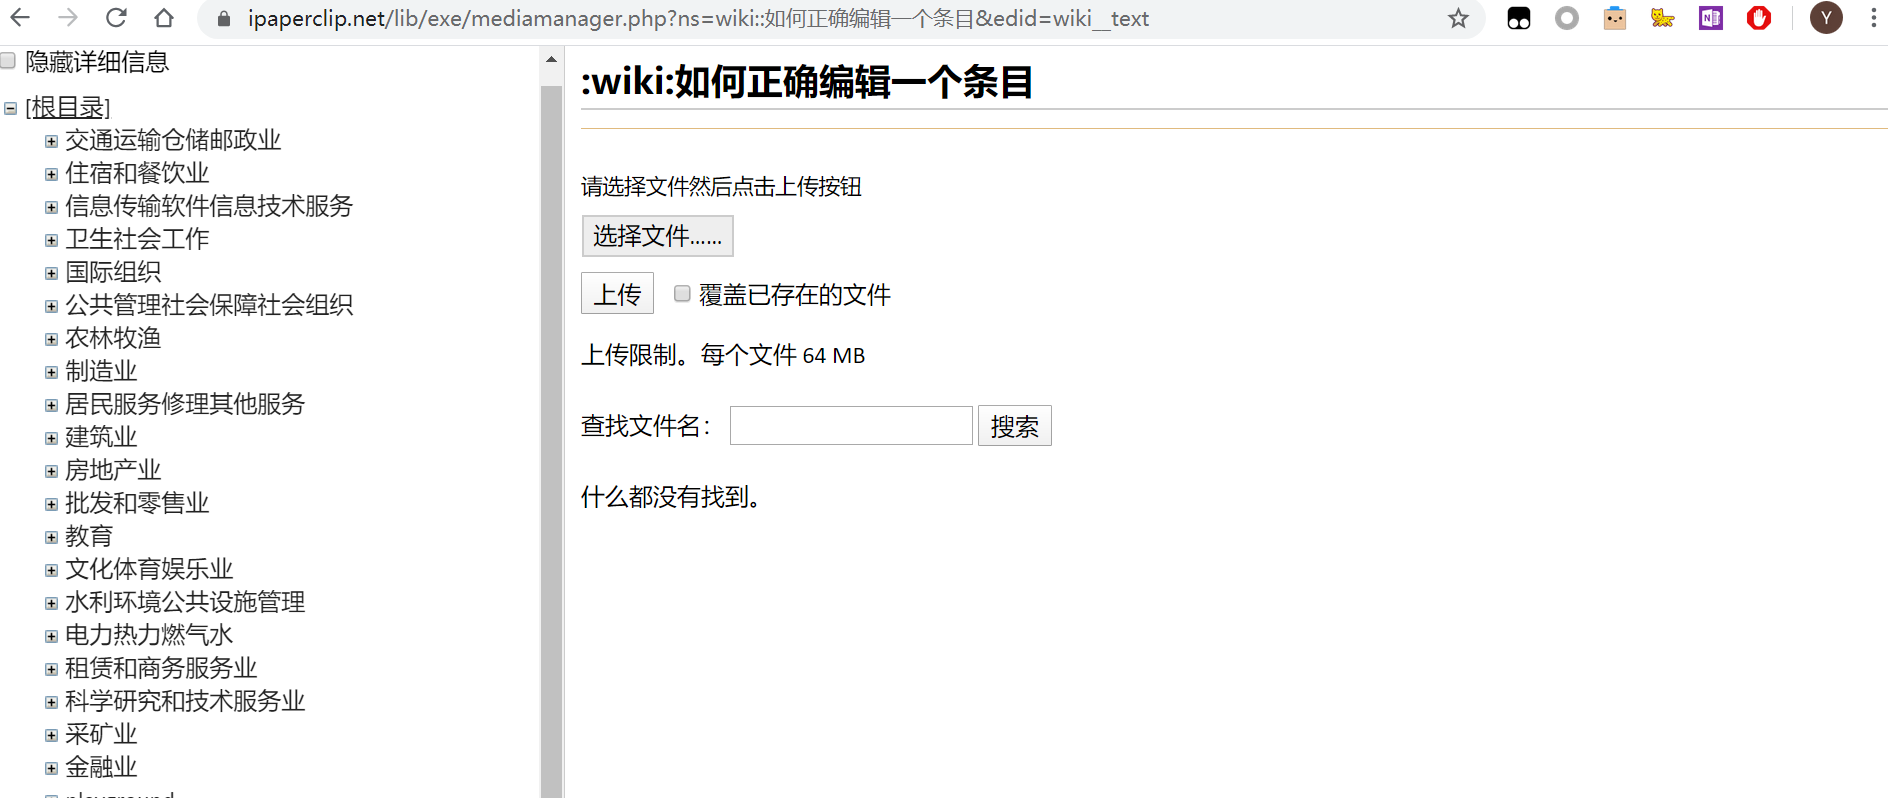 ipaperclip.net/lib/exe/mediamanager.php?ns=wiki::如何正确编辑一个条目&edid=wiki__text
N
Y
隐藏详细信息
[根目录]
交通运输仓储邮政业
住宿和餐饮业
信息传输软件信息技术服务
卫生社会工作
国际组织
公共管理社会保障社会组织
农林牧渔
制造业
居民服务修理其他服务
建筑业
房地产业
批发和零售业
教育
文化体育娱乐业
水利环境公共设施管理
电力热力燃气水
租赁和商务服务业
科学研究和技术服务业
采矿业
金融业
playground
:wiki:如何正确编辑一个条目
请选择文件然后点击上传按钮
选择文件……
上传 覆盖已存在的文件
上传限制。每个文件 64 MB
查找文件名： 搜索
什么都没有找到。